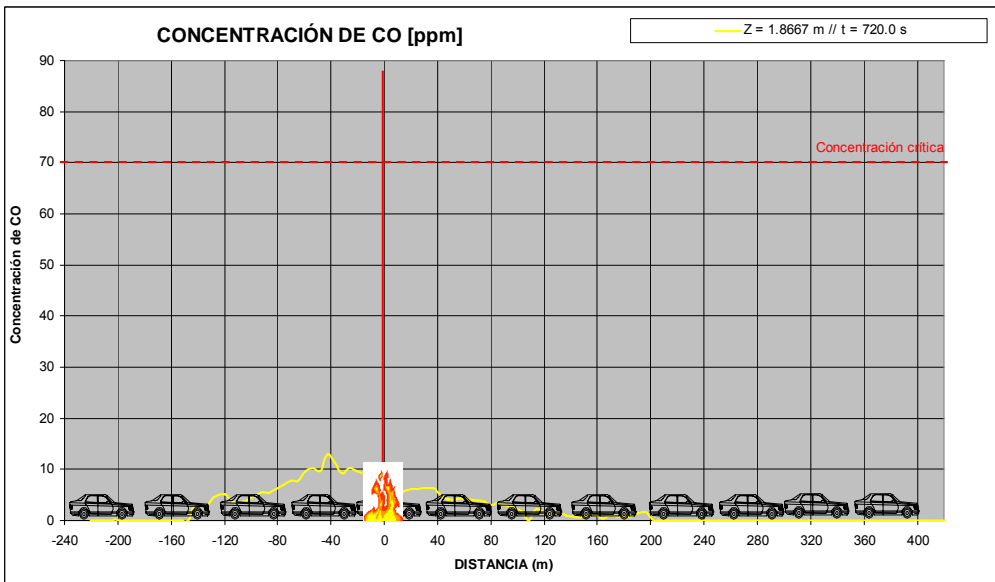 CONCENTRACIÓN DE CO [ppm]
Z = 1.8667 m // t = 720.0 s
90
80
70
60
50
40
30
20
10
0
Concentración de CO
Concentración crítica
-240 -200 -160 -120 -80 -40 0 40 80 120 160 200 240 280 320 360 400
DISTANCIA (m)